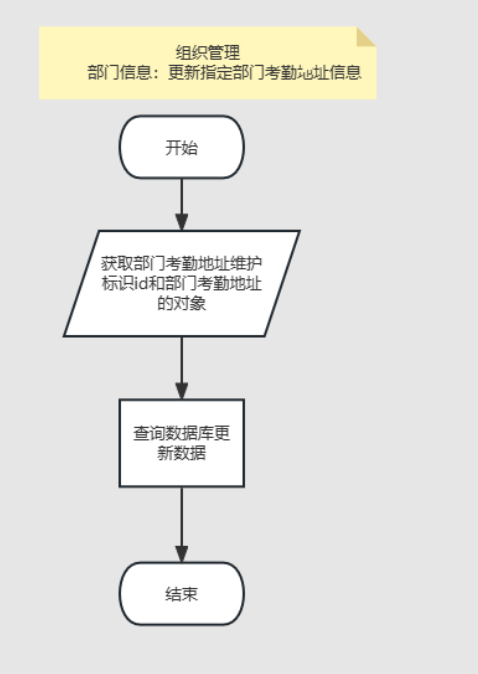 组织管理
部门信息：更新指定部门考勤地址信息
开始
获取部门考勤地址维护
标识id和部门考勤地址
的对象
查询数据库更
新数据
结束